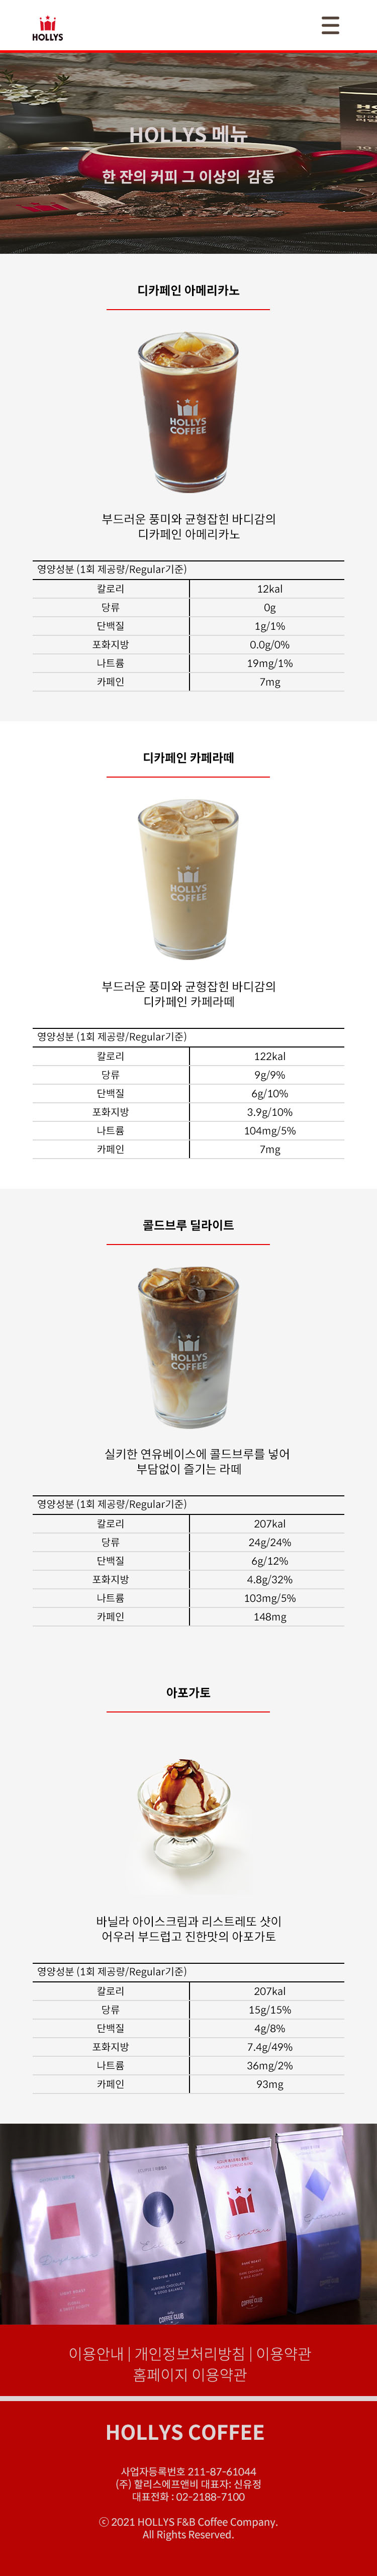 HOLLYS
HOLLYS 메뉴
한 잔의 커피 그 이상의 감동
디카페인 아메리카노
HOLLYS
COFFEE
부드러운 풍미와 균형잡힌 바디감의
디카페인 아메리카노
영양성분 (1회 제공량/Regular기준)
칼로리 12kal
당류 0g
단백질 1g/1%
포화지방 0.0g/0%
나트륨 19mg/1%
카페인 7mg
디카페인 카페라떼
HOLLYS
COFFEE
부드러운 풍미와 균형잡힌 바디감의
디카페인 카페라떼
영양성분 (1회 제공량/Regular기준)
칼로리 122kal
당류 9g/9%
단백질 6g/10%
포화지방 3.9g/10%
나트륨 104mg/5%
카페인 7mg
콜드브루 딜라이트
HOLLYS
COFFEE
실키한 연유베이스에 콜드브루를 넣어
부담없이 즐기는 라떼
영양성분 (1회 제공량/Regular기준)
칼로리 207kal
당류 24g/24%
단백질 6g/12%
포화지방 4.8g/32%
나트륨 103mg/5%
카페인 148mg
아포가토
바닐라 아이스크림과 리스트레또 샷이
어우러 부드럽고 진한맛의 아포가토
영양성분 (1회 제공량/Regular기준)
칼로리 207kal
당류 15g/15%
단백질 4g/8%
포화지방 7.4g/49%
나트륨 36mg/2%
카페인 93mg
Signature
COFFEE CLUB
이용안내 | 개인정보처리방침 | 이용약관
홈페이지 이용약관
HOLLYS COFFEE
사업자등록번호 211-87-61044
(주) 할리스에프앤비 대표자: 신유정
대표전화 : 02-2188-7100
ⓒ 2021 HOLLYS F&B Coffee Company.
All Rights Reserved.